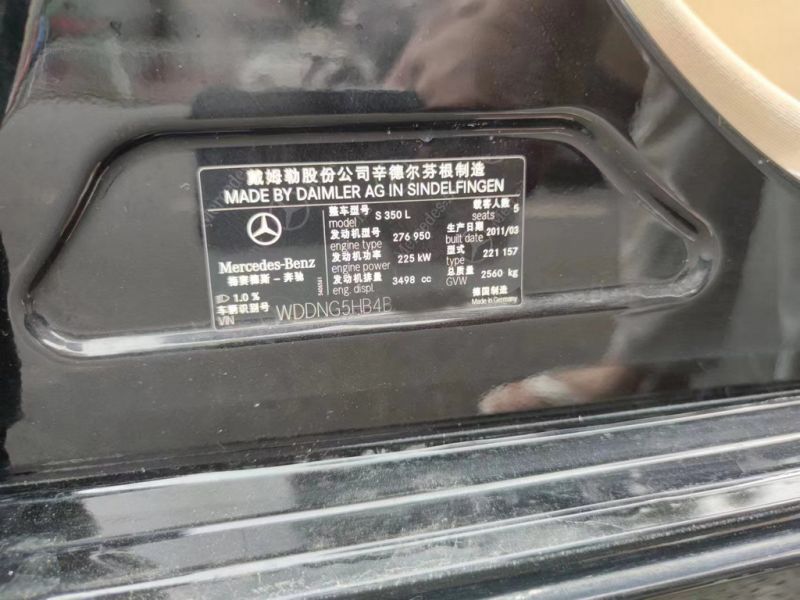 戴姆勒股份公司辛德尔芬根制造
MADE BY DAIMLER AG IN SINDELFINGEN
Mercedes-Benz
梅赛德斯－奔驰
1.0 %
整车型号
model S 350 L
载客人数
seats 5
发动机型号
engine type 276 950
生产日期
built date 2011/03
发动机功率
engine power 225 kW
型式
type 221 157
发动机排量
eng. displ. 3498 cc
总质量
GVW 2560 kg
车辆识别号
VIN WDDNG5HB4B
德国制造
Made in Germany